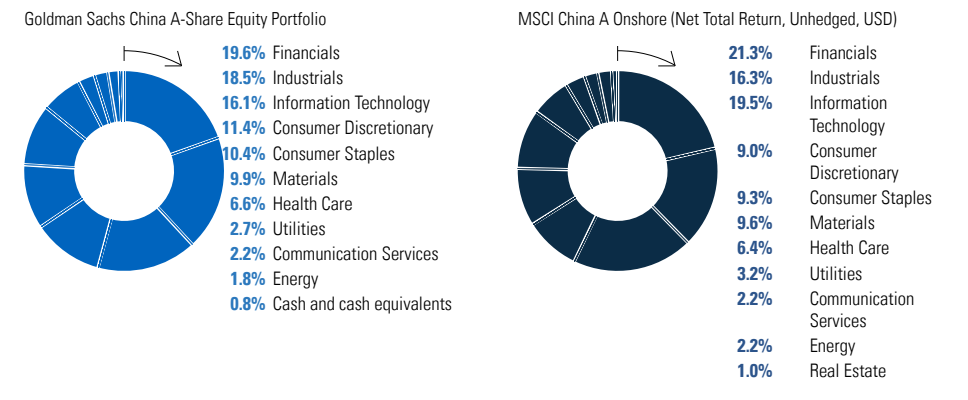 Goldman Sachs China A-Share Equity Portfolio
19.6% Financials
18.5% Industrials
16.1% Information Technology
11.4% Consumer Discretionary
10.4% Consumer Staples
9.9% Materials
6.6% Health Care
2.7% Utilities
2.2% Communication Services
1.8% Energy
0.8% Cash and cash equivalents
MSCI China A Onshore (Net Total Return, Unhedged, USD)
21.3% Financials
16.3% Industrials
19.5% Information
Technology
9.0% Consumer
Discretionary
9.3% Consumer Staples
9.6% Materials
6.4% Health Care
3.2% Utilities
2.2% Communication
Services
2.2% Energy
1.0% Real Estate